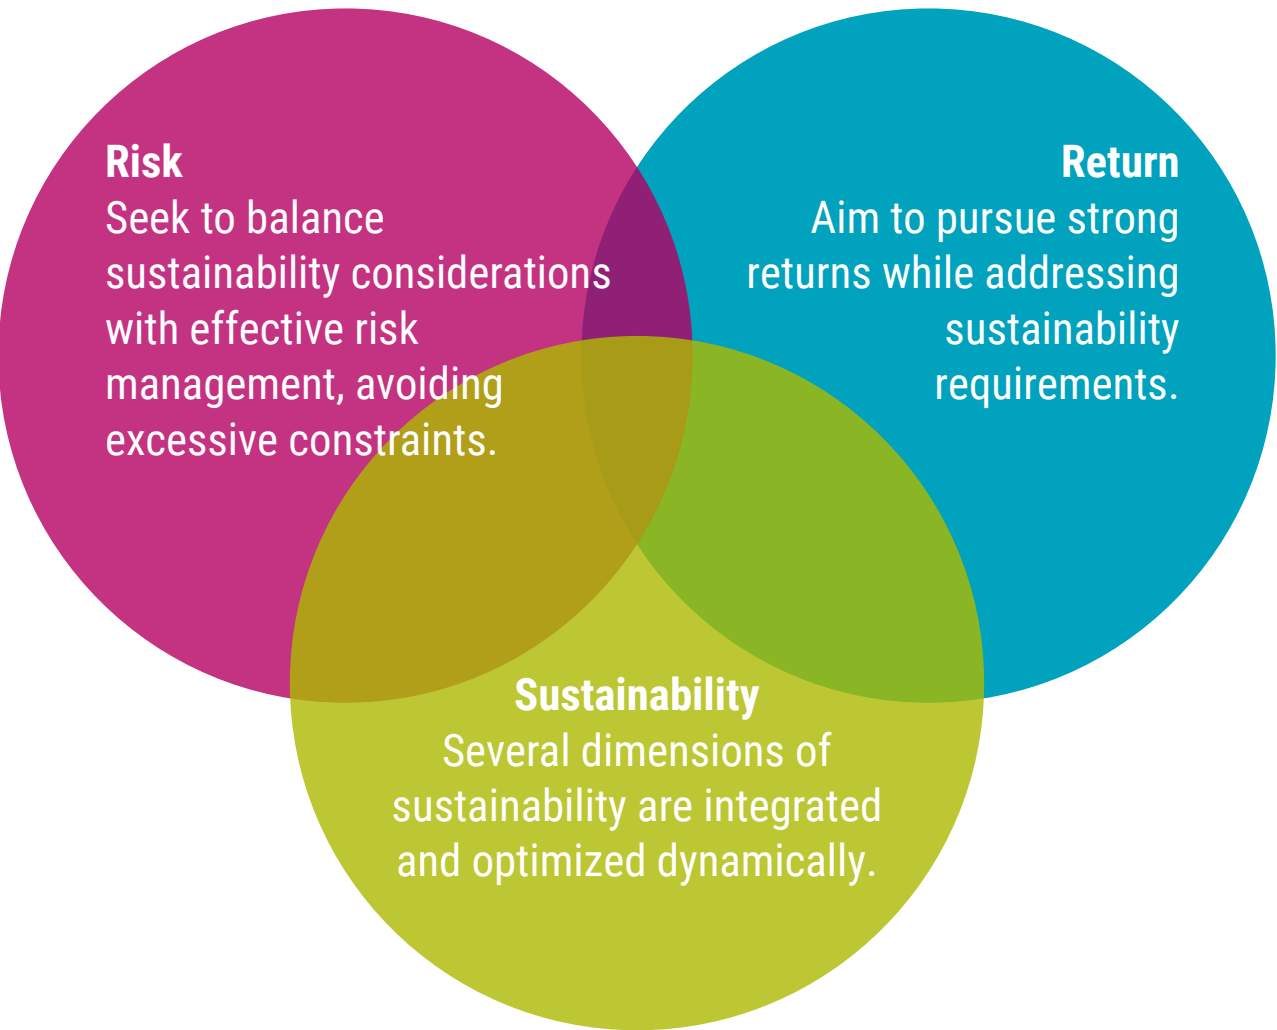 Risk
Seek to balance
sustainability considerations
with effective risk
management, avoiding
excessive constraints.
Return
Aim to pursue strong
returns while addressing
sustainability
requirements.
Sustainability
Several dimensions of
sustainability are integrated
and optimized dynamically.